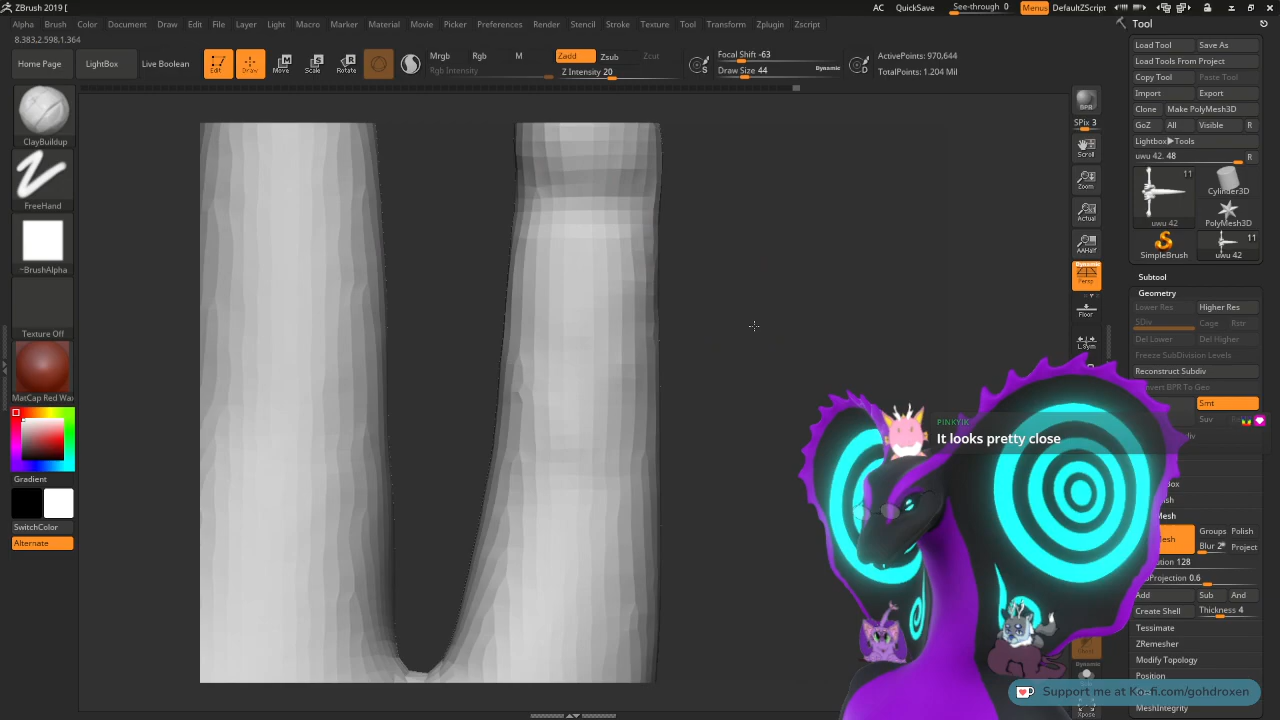 ZBrush 2019 [
AC QuickSave See-through 0 Menus DefaultZScript
Alpha Brush Color Document Draw Edit File Layer Light Macro Marker Material Movie Picker Preferences Render Stencil Stroke Texture Tool Transform Zplugin Zscript
8.383,2.598,1.364
Home Page LightBox Live Boolean Edit Draw Move Scale Rotate
Mrgb Rgb M
Rgb Intensity
Zadd Zsub Zcut
Z Intensity 20
Focal Shift -63
Draw Size 44 Dynamic
ActivePoints: 970,644
TotalPoints: 1.204 Mil
ClayBuildup
FreeHand
~BrushAlpha
Texture Off
MatCap Red Wax
Gradient
SwitchColor
Alternate
BPR
SPix 3
Scroll
Zoom
Actual
AAHalf
Dynamic
Persp
Floor
L.Sym
Dynamic
Xpose
Tool
Load Tool Save As
Load Tools From Project
Copy Tool Paste Tool
Import Export
Clone Make PolyMesh3D
GoZ All Visible R
Lightbox▶Tools
uwu 42. 48 R
11
uwu 42
Cylinder3D
PolyMesh3D
SimpleBrush
11
uwu 42
Subtool
Geometry
Lower Res Higher Res
SDiv Cage Rstr
Del Lower Del Higher
Freeze SubDivision Levels
Reconstruct Subdiv
Convert BPR To Geo
Smt
Suv
Groups Polish
Blur 2 Project
Projection 0.6
Add Sub And
Create Shell Thickness 4
Tessimate
ZRemesher
Modify Topology
Position
MeshIntegrity
PINKYIK
It looks pretty close
Support me at Ko-fi.com/gohdroxen